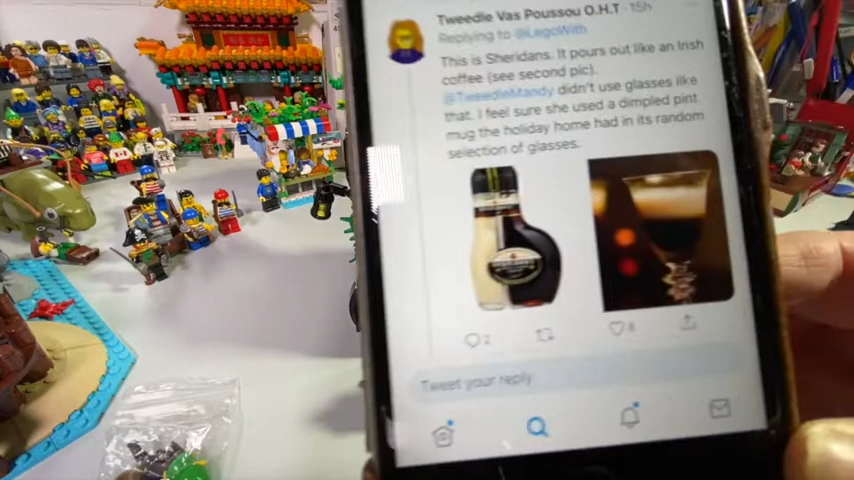 Tweedle Vas Poussou O.H.T · 15h
Replying to @LegoWith
This is Sheridans. It pours out like an Irish
coffee (see second pic).
@TweedleMandy didn't use glasses like
that. I feel sure she used a dimpled pint
mug the holiday home had in its random
selection of glasses.
2
8
Tweet your reply